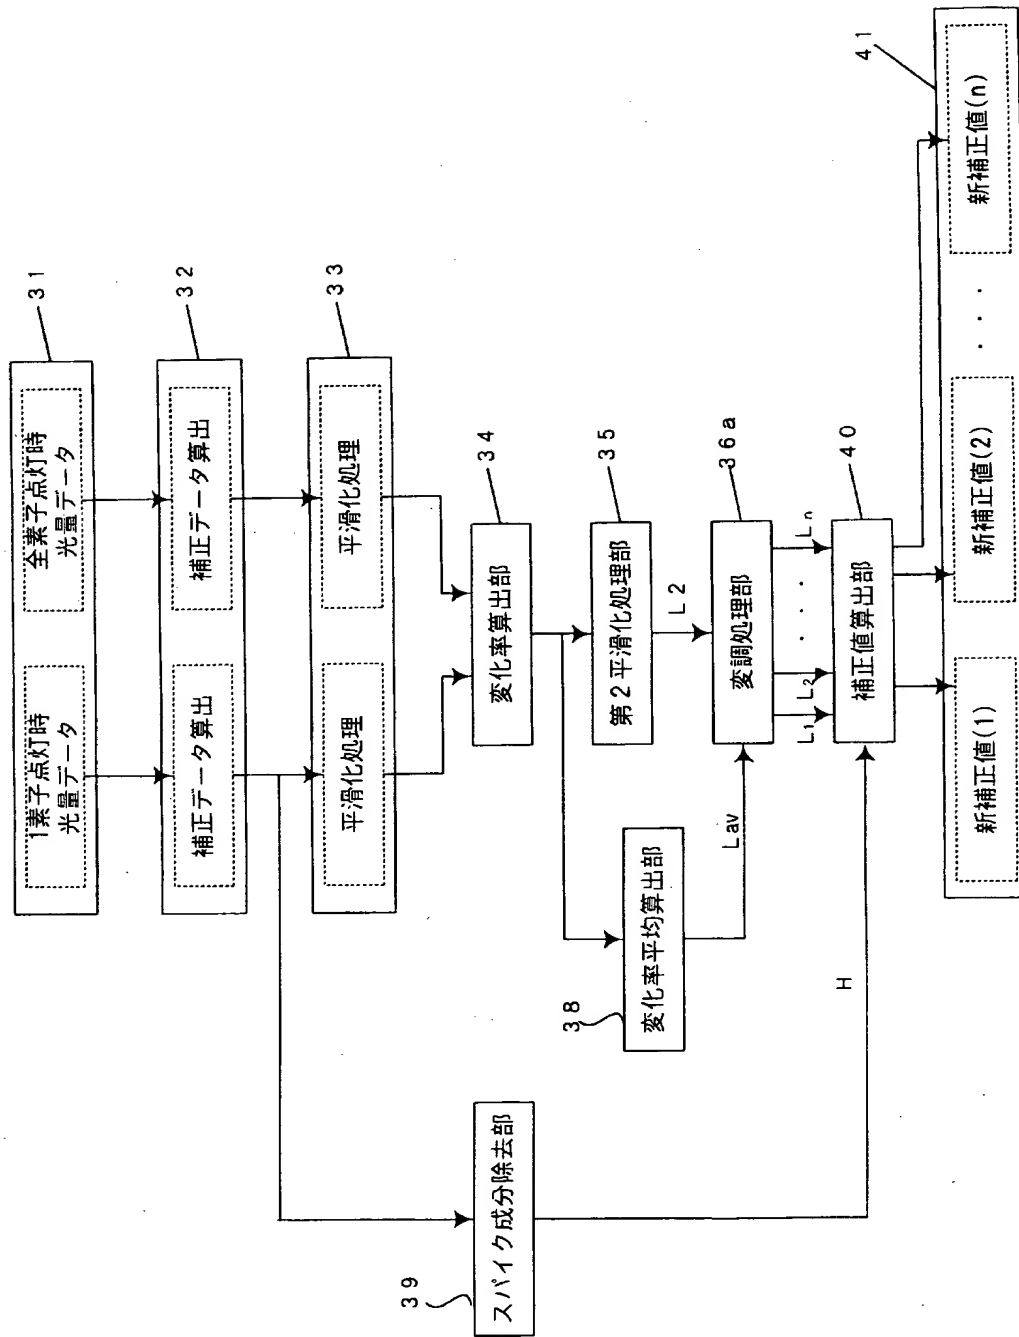 31
1素子点灯時
光量データ
全素子点灯時
光量データ
32
補正データ算出
補正データ算出
33
平滑化処理
平滑化処理
34
変化率算出部
39
スパイク成分除去部
35
第2平滑化処理部
38
変化率平均算出部
L2
Lav
36a
変調処理部
L1
L2
・・・・
Ln
H
40
補正値算出部
41
新補正値(1)
新補正値(2)
・・・
新補正値(n)